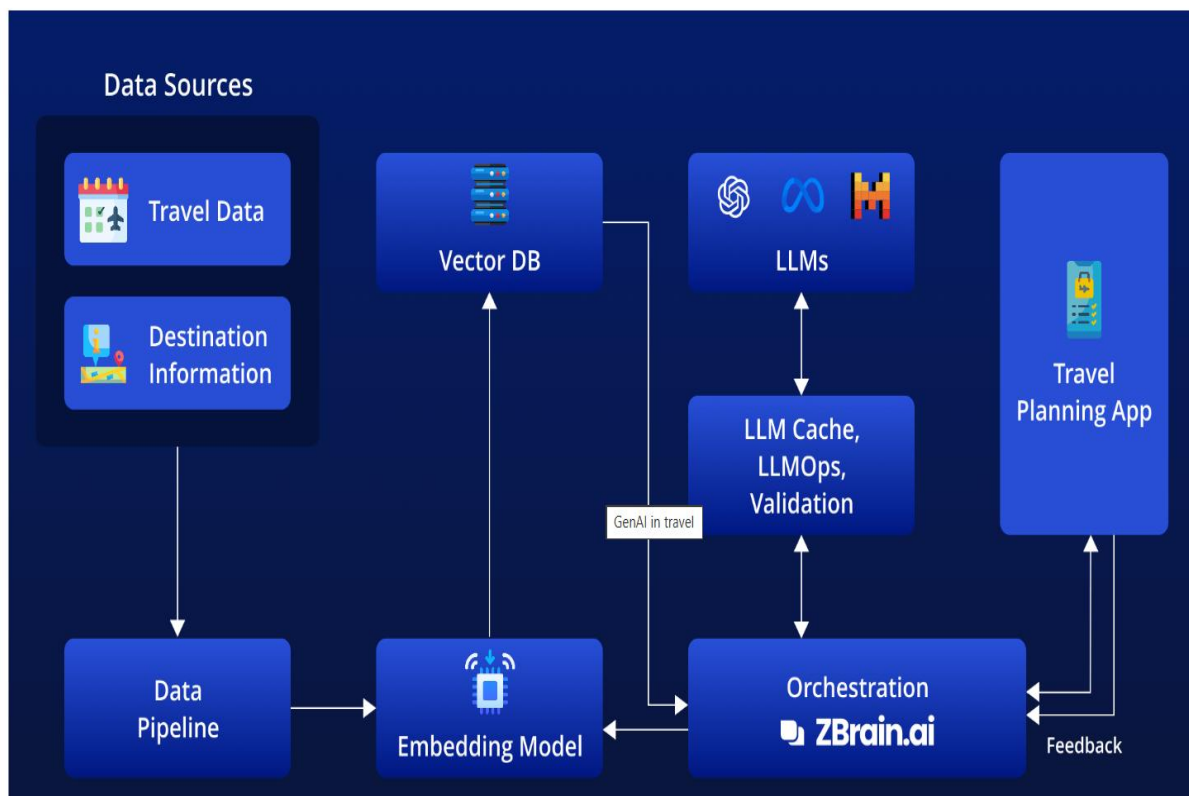 Data Sources
Travel Data
Destination
Information
Vector DB
LLMs
Travel
Planning App
LLM Cache,
LLMOps,
Validation
GenAI in travel
Data
Pipeline
Embedding Model
Orchestration
ZBrain.ai
Feedback